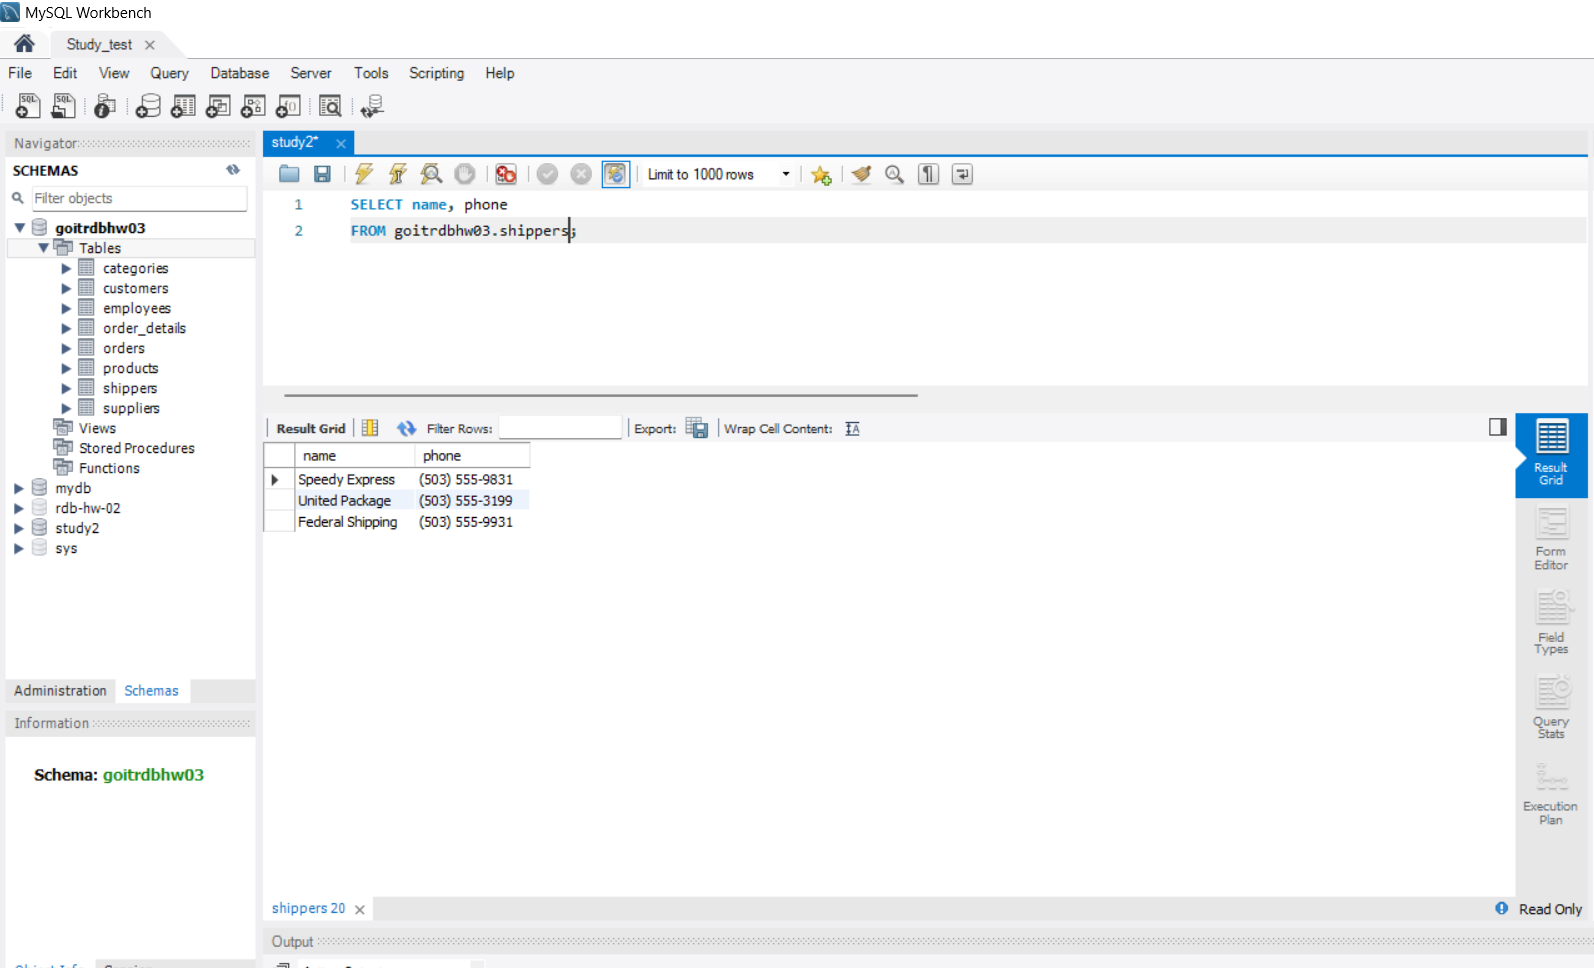 MySQL Workbench
Study_test
File Edit View Query Database Server Tools Scripting Help
Navigator
SCHEMAS
Filter objects
goitrdbhw03
Tables
categories
customers
employees
order_details
orders
products
shippers
suppliers
Views
Stored Procedures
Functions
mydb
rdb-hw-02
study2
sys
Administration Schemas
Information
Schema: goitrdbhw03
study2*
Limit to 1000 rows
1 SELECT name, phone
2 FROM goitrdbhw03.shippers;
Result Grid Filter Rows: Export: Wrap Cell Content:
name phone
Speedy Express (503) 555-9831
United Package (503) 555-3199
Federal Shipping (503) 555-9931
Result
Grid
Form
Editor
Field
Types
Query
Stats
Execution
Plan
shippers 20
Read Only
Output